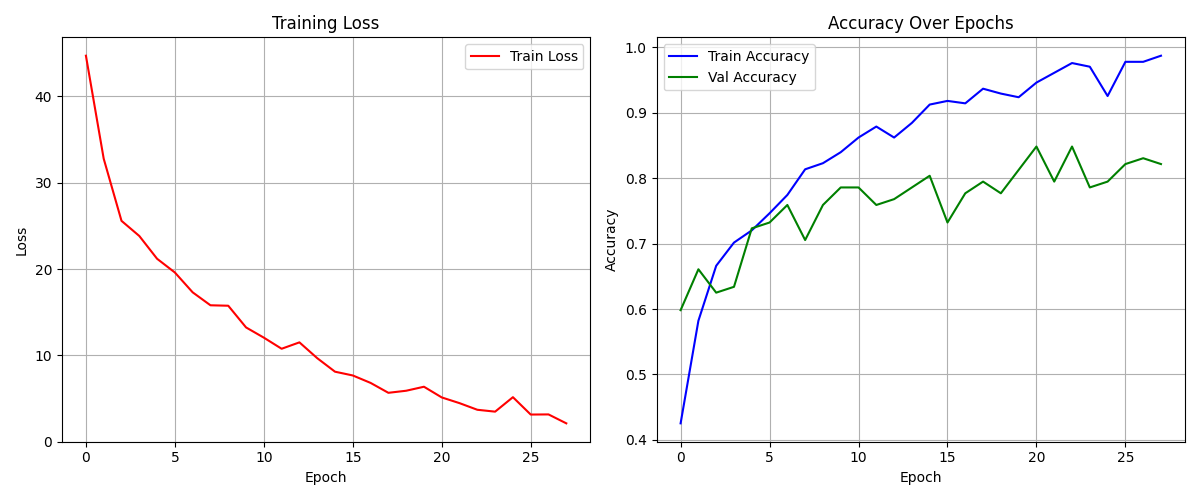 Training Loss
Train Loss
Loss
40
30
20
10
0
0 5 10 15 20 25
Epoch
Accuracy Over Epochs
Train Accuracy
Val Accuracy
Accuracy
1.0
0.9
0.8
0.7
0.6
0.5
0.4
0 5 10 15 20 25
Epoch